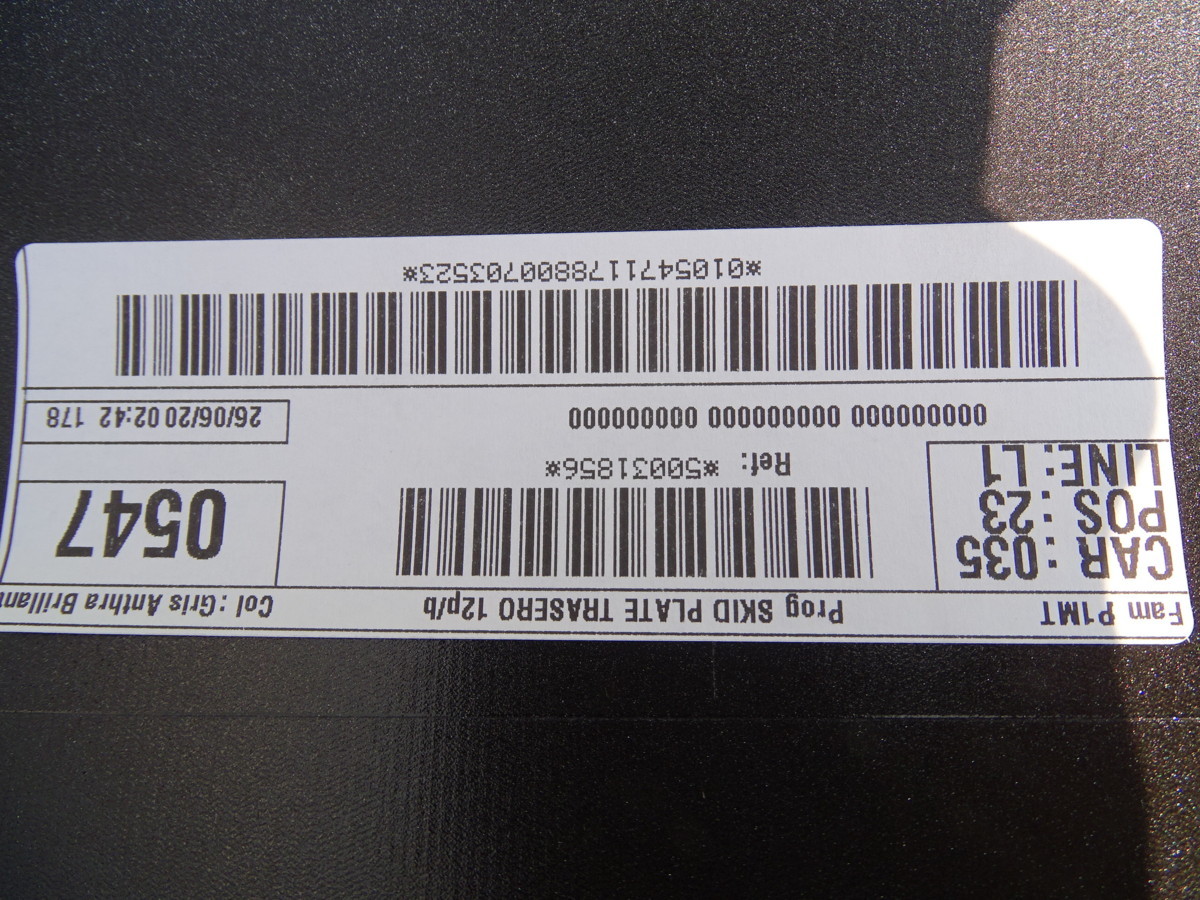 Fam P1MT Prog SKID PLATE TRASERO 12p/b Col : Gris Anthra Brillant
CAR : 035
POS : 23
LINE: L1
Ref: *50031856*
0547
000000000 000000000 000000000
26/06/20 02:42 178
*0105471178800703523*